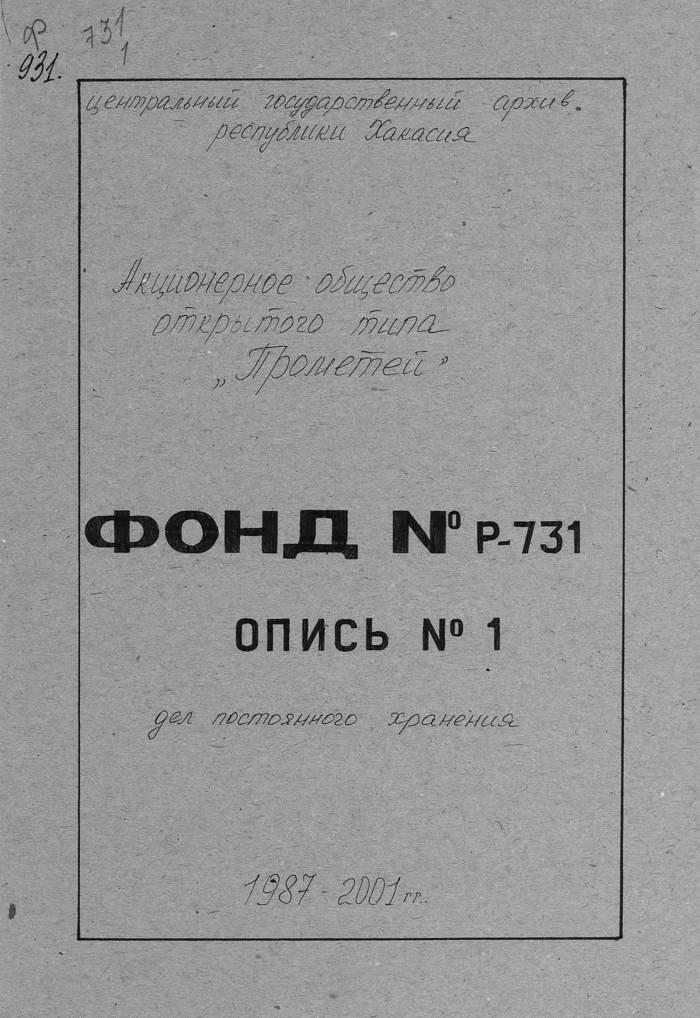 Ф 731
1
931.
центральный государственный архив.
республики Хакасия
Акционерное общество
открытого типа
„Прометей"
ФОНД № Р-731
ОПИСЬ № 1
дел постоянного хранения
1987-2001 гг..